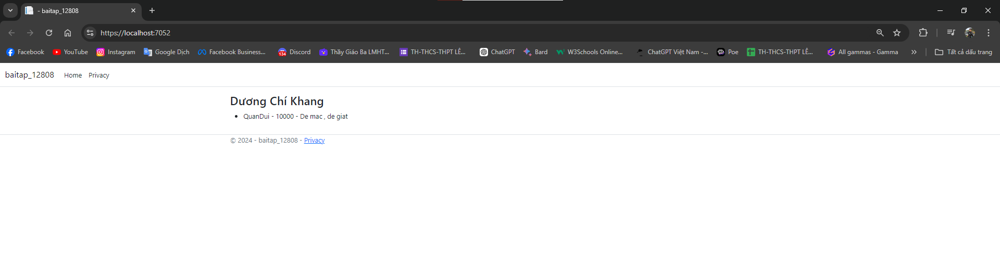 - baitap_12808
https://localhost:7052
Facebook YouTube Instagram Google Dịch Facebook Business... Discord Thầy Giáo Ba LMHT... TH-THCS-THPT LÊ... ChatGPT Bard W3Schools Online... ChatGPT Việt Nam -... Poe TH-THCS-THPT LÊ... All gammas - Gamma » Tất cả dấu trang
134
baitap_12808 Home Privacy
Dương Chí Khang
• QuanDui - 10000 - De mac , de giat
© 2024 - baitap_12808 - Privacy